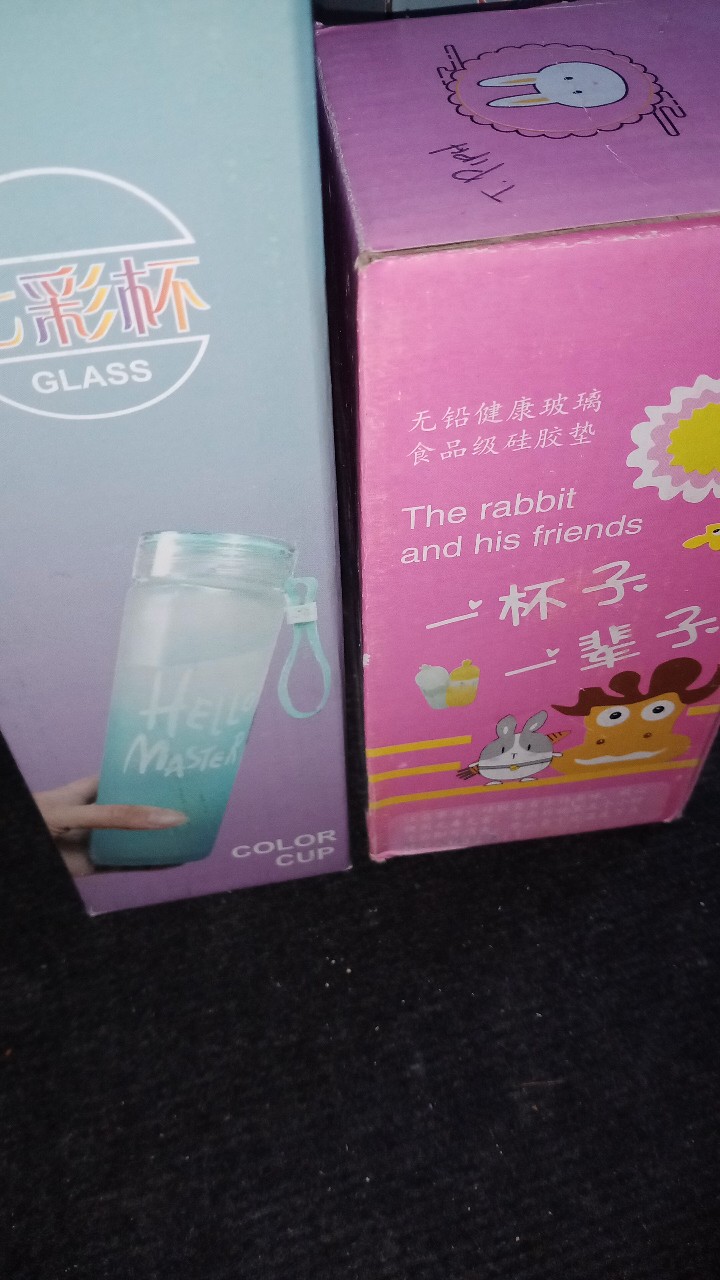 七彩杯
GLASS
HELLO
MASTER
COLOR
CUP
无铅健康玻璃
食品级硅胶垫
The rabbit
and his friends
一杯子
一辈子